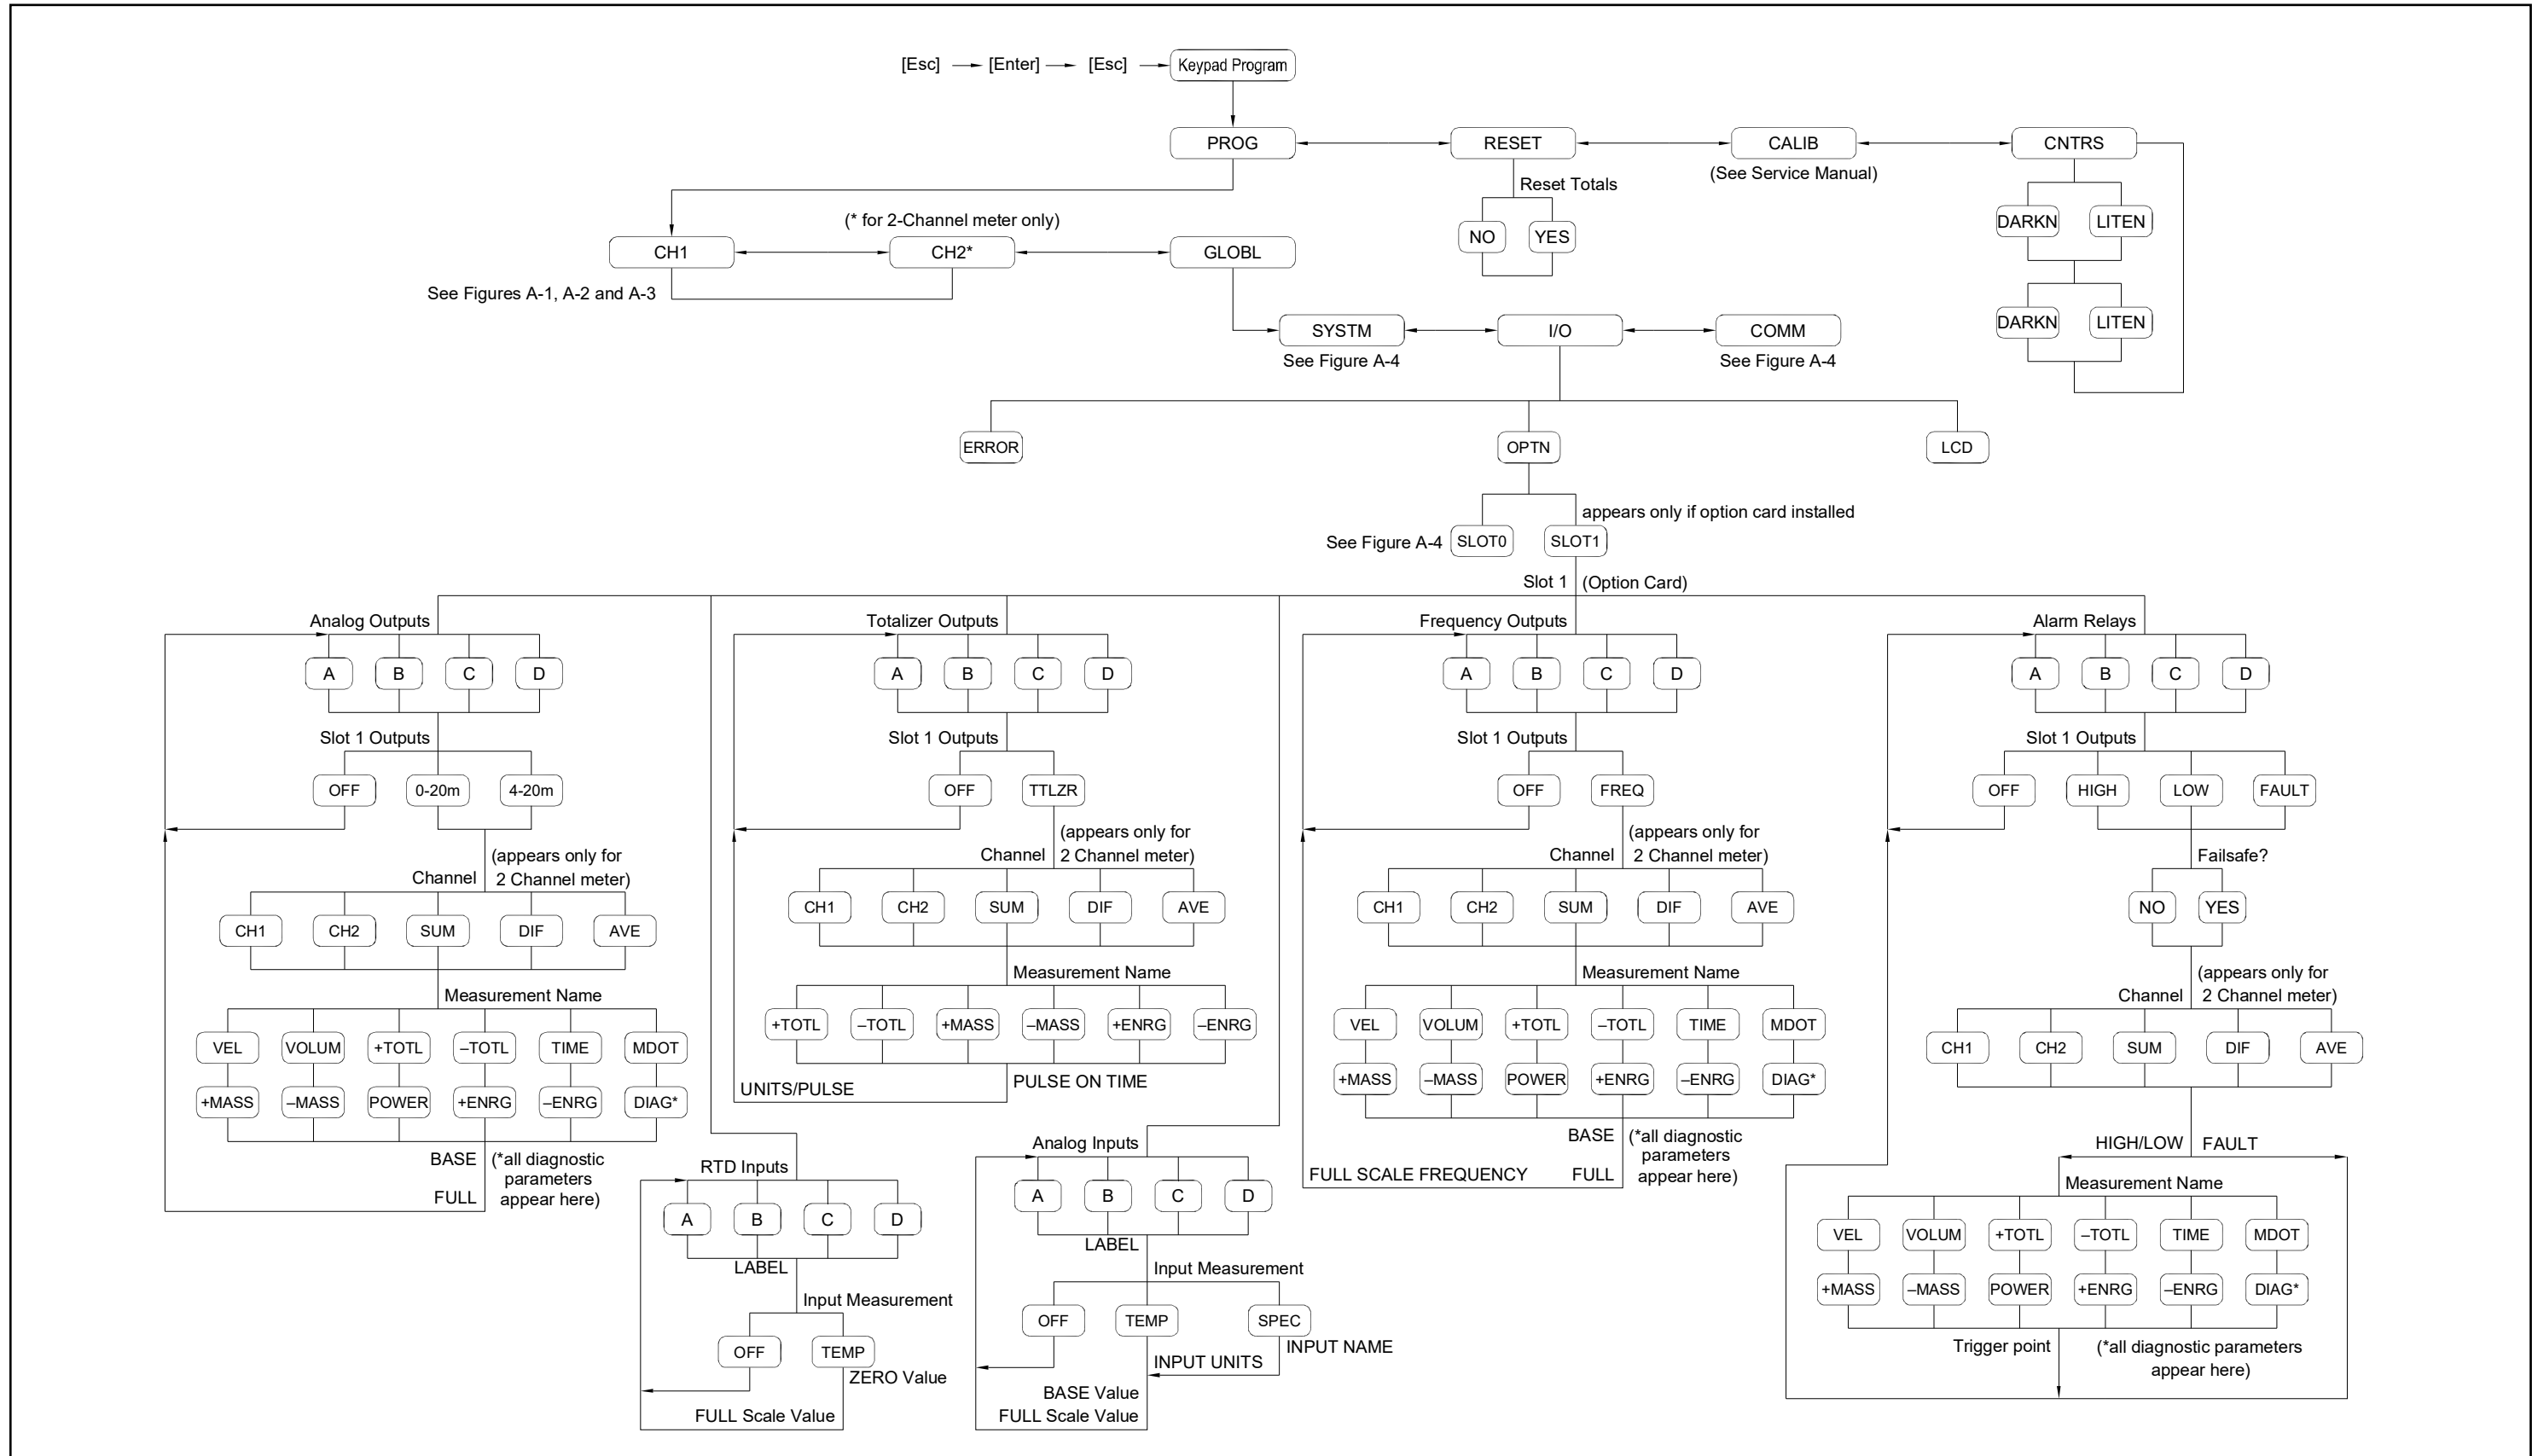 [Esc] [Enter] [Esc] Keypad Program
PROG RESET CALIB CNTRS
(See Service Manual)
Reset Totals
NO YES
DARKN LITEN
DARKN LITEN
(* for 2-Channel meter only)
CH1 CH2* GLOBL
See Figures A-1, A-2 and A-3
SYSTM I/O COMM
See Figure A-4 See Figure A-4
ERROR OPTN LCD
appears only if option card installed
See Figure A-4 SLOT0 SLOT1
Slot 1 (Option Card)
Analog Outputs
A B C D
Slot 1 Outputs
OFF 0-20m 4-20m
(appears only for
Channel 2 Channel meter)
CH1 CH2 SUM DIF AVE
Measurement Name
VEL VOLUM +TOTL –TOTL TIME MDOT
+MASS –MASS POWER +ENRG –ENRG DIAG*
BASE (*all diagnostic
parameters
FULL appear here)
RTD Inputs
A B C D
LABEL
Input Measurement
OFF TEMP
ZERO Value
FULL Scale Value
Totalizer Outputs
A B C D
Slot 1 Outputs
OFF TTLZR
(appears only for
Channel 2 Channel meter)
CH1 CH2 SUM DIF AVE
Measurement Name
+TOTL –TOTL +MASS –MASS +ENRG –ENRG
UNITS/PULSE PULSE ON TIME
Analog Inputs
A B C D
LABEL
Input Measurement
OFF TEMP SPEC
INPUT NAME
INPUT UNITS
BASE Value
FULL Scale Value
Frequency Outputs
A B C D
Slot 1 Outputs
OFF FREQ
(appears only for
Channel 2 Channel meter)
CH1 CH2 SUM DIF AVE
Measurement Name
VEL VOLUM +TOTL –TOTL TIME MDOT
+MASS –MASS POWER +ENRG –ENRG DIAG*
BASE (*all diagnostic
parameters
FULL SCALE FREQUENCY FULL appear here)
Alarm Relays
A B C D
Slot 1 Outputs
OFF HIGH LOW FAULT
Failsafe?
NO YES
(appears only for
Channel 2 Channel meter)
CH1 CH2 SUM DIF AVE
HIGH/LOW FAULT
Measurement Name
VEL VOLUM +TOTL –TOTL TIME MDOT
+MASS –MASS POWER +ENRG –ENRG DIAG*
Trigger point (*all diagnostic parameters
appear here)